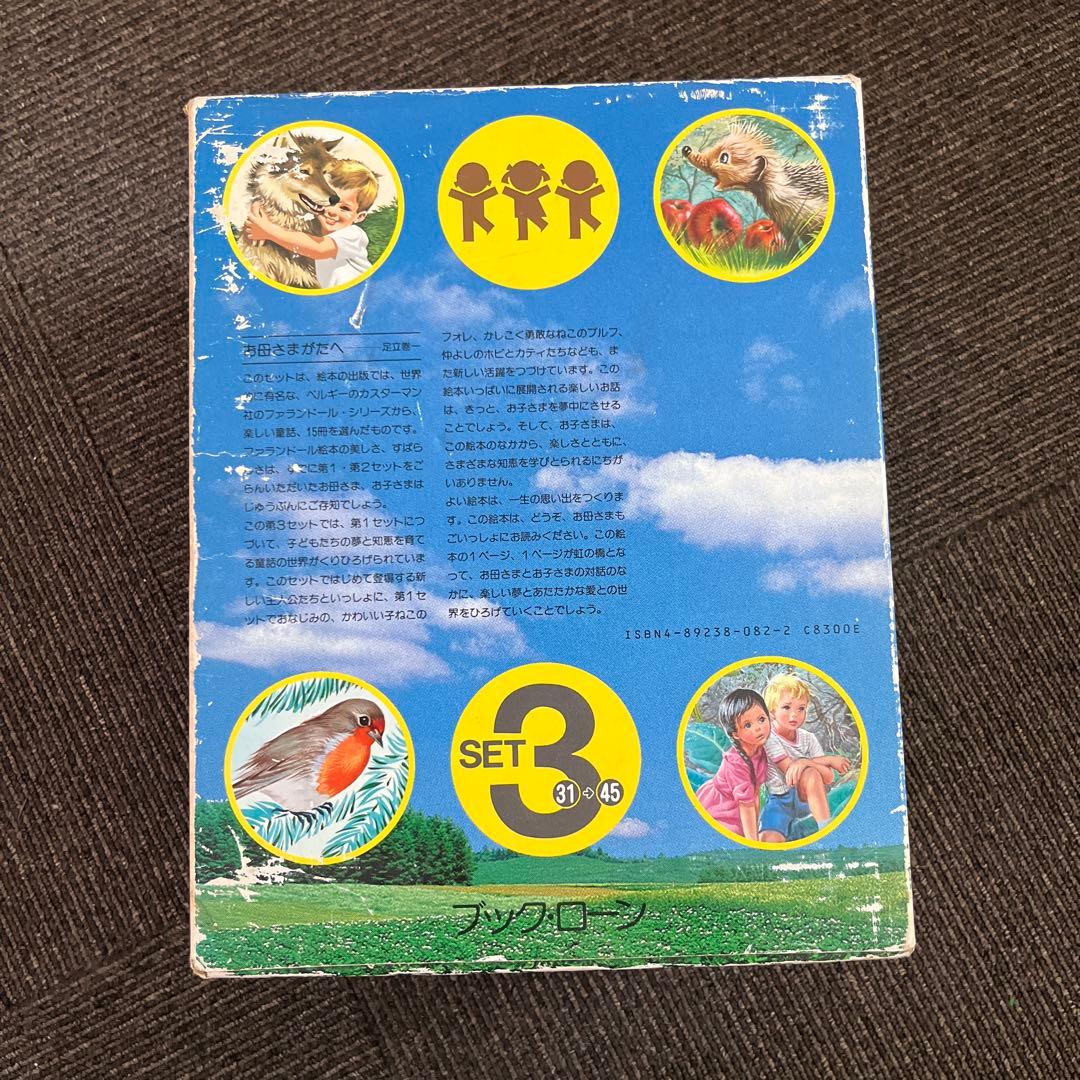 お母さまがたへ 足立巻一
このセットは、絵本の出版では、世界
に有名な、ベルギーのカスターマン
社のファランドール・シリーズから、
楽しい童話、15冊を選んだものです。
ファランドール絵本の美しさ、すばら
しさは、すでに第1・第2セットをご
らんいただいたお母さま、お子さまは
じゅうぶんにご存知でしょう。
この第3セットでは、第1セットにつ
づいて、子どもたちの夢と知恵を育て
る童話の世界がくりひろげられていま
す。このセットではじめて登場する新
しい主人公たちといっしょに、第1セ
ットでおなじみの、かわいい子ねこの
フォレ、かしこく勇敢なねこのプルフ、
仲よしのボビとカティたちなども、ま
た新しい活躍をつづけています。この
絵本いっぱいに展開される楽しいお話
は、きっと、お子さまを夢中にさせる
ことでしょう。そして、お子さまは、
この絵本のなかから、楽しさとともに、
さまざまな知恵を学びとられるにちが
いありません。
よい絵本は、一生の思い出をつくりま
す。この絵本は、どうぞ、お母さまも
ごいっしょにお読みください。この絵
本の1ページ、1ページが虹の橋とな
って、お母さまとお子さまの対話のな
かに、楽しい夢とあたたかな愛との世
界をひろげていくことでしょう。
ISBN4-89238-082-2 C8300E
SET 3
31⇨45
ブック・ローン